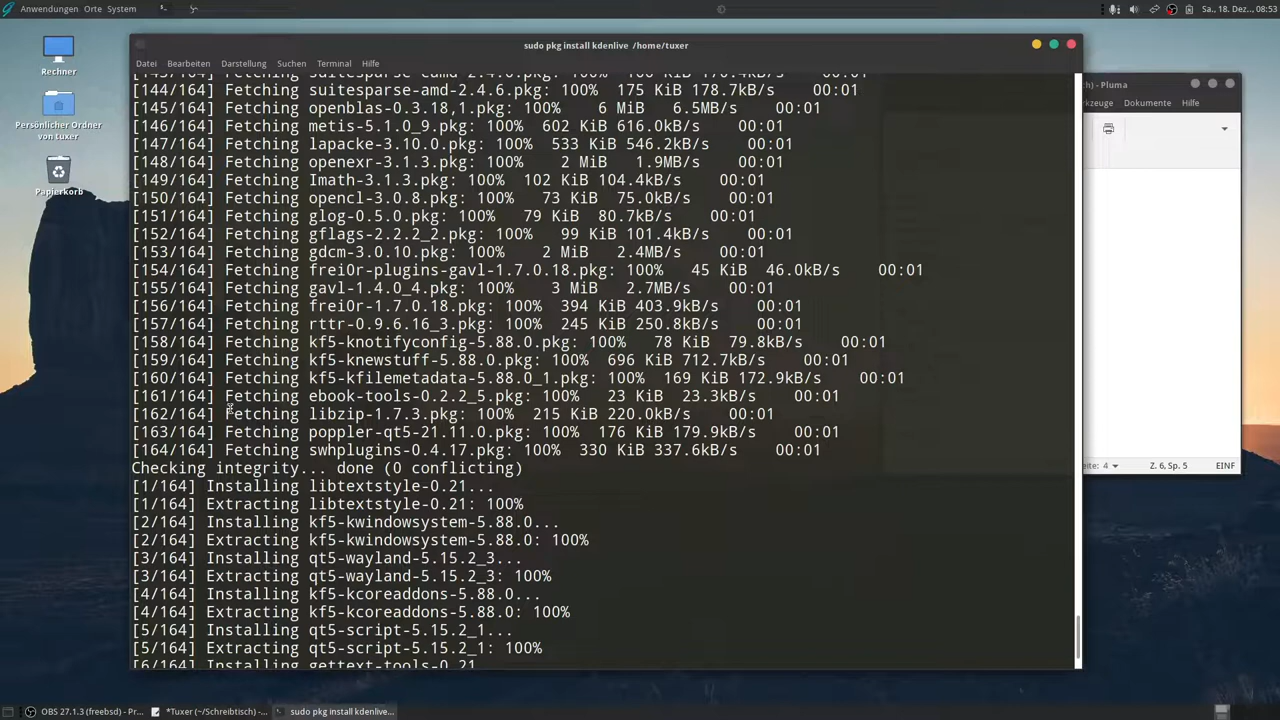 Anwendungen Orte System
Sa., 18. Dez.., 08:53
Rechner
Persönlicher Ordner
von tuxer
Papierkorb
sudo pkg install kdenlive /home/tuxer
Datei Bearbeiten Darstellung Suchen Terminal Hilfe
[144/164] Fetching suitesparse-amd-2.4.6.pkg: 100% 175 KiB 178.7kB/s 00:01
[145/164] Fetching openblas-0.3.18,1.pkg: 100% 6 MiB 6.5MB/s 00:01
[146/164] Fetching metis-5.1.0_9.pkg: 100% 602 KiB 616.0kB/s 00:01
[147/164] Fetching lapacke-3.10.0.pkg: 100% 533 KiB 546.2kB/s 00:01
[148/164] Fetching openexr-3.1.3.pkg: 100% 2 MiB 1.9MB/s 00:01
[149/164] Fetching Imath-3.1.3.pkg: 100% 102 KiB 104.4kB/s 00:01
[150/164] Fetching opencl-3.0.8.pkg: 100% 73 KiB 75.0kB/s 00:01
[151/164] Fetching glog-0.5.0.pkg: 100% 79 KiB 80.7kB/s 00:01
[152/164] Fetching gflags-2.2.2_2.pkg: 100% 99 KiB 101.4kB/s 00:01
[153/164] Fetching gdcm-3.0.10.pkg: 100% 2 MiB 2.4MB/s 00:01
[154/164] Fetching frei0r-plugins-gavl-1.7.0.18.pkg: 100% 45 KiB 46.0kB/s 00:01
[155/164] Fetching gavl-1.4.0_4.pkg: 100% 3 MiB 2.7MB/s 00:01
[156/164] Fetching frei0r-1.7.0.18.pkg: 100% 394 KiB 403.9kB/s 00:01
[157/164] Fetching rttr-0.9.6.16_3.pkg: 100% 245 KiB 250.8kB/s 00:01
[158/164] Fetching kf5-knotifyconfig-5.88.0.pkg: 100% 78 KiB 79.8kB/s 00:01
[159/164] Fetching kf5-knewstuff-5.88.0.pkg: 100% 696 KiB 712.7kB/s 00:01
[160/164] Fetching kf5-kfilemetadata-5.88.0_1.pkg: 100% 169 KiB 172.9kB/s 00:01
[161/164] Fetching ebook-tools-0.2.2_5.pkg: 100% 23 KiB 23.3kB/s 00:01
[162/164] Fetching libzip-1.7.3.pkg: 100% 215 KiB 220.0kB/s 00:01
[163/164] Fetching poppler-qt5-21.11.0.pkg: 100% 176 KiB 179.9kB/s 00:01
[164/164] Fetching swhplugins-0.4.17.pkg: 100% 330 KiB 337.6kB/s 00:01
Checking integrity... done (0 conflicting)
[1/164] Installing libtextstyle-0.21...
[1/164] Extracting libtextstyle-0.21: 100%
[2/164] Installing kf5-kwindowsystem-5.88.0...
[2/164] Extracting kf5-kwindowsystem-5.88.0: 100%
[3/164] Installing qt5-wayland-5.15.2_3...
[3/164] Extracting qt5-wayland-5.15.2_3: 100%
[4/164] Installing kf5-kcoreaddons-5.88.0...
[4/164] Extracting kf5-kcoreaddons-5.88.0: 100%
[5/164] Installing qt5-script-5.15.2_1...
[5/164] Extracting qt5-script-5.15.2_1: 100%
[6/164] Installing gettext-tools-0.21
ch) - Pluma
rkzeuge Dokumente Hilfe
eite: 4 Z. 6, Sp. 5 EINF
OBS 27.1.3 (freebsd) - Pr... *Tuxer (~/Schreibtisch) -... sudo pkg install kdenlive...